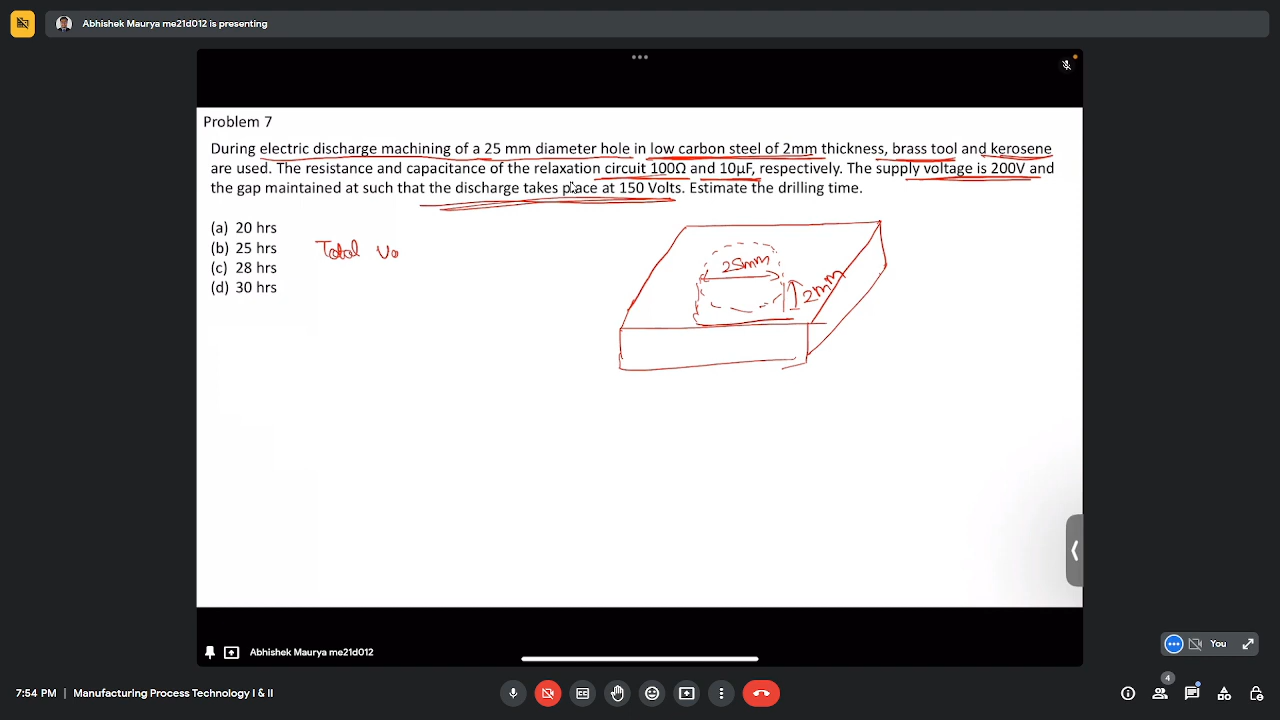 Abhishek Maurya me21d012 is presenting
Problem 7
During electric discharge machining of a 25 mm diameter hole in low carbon steel of 2mm thickness, brass tool and kerosene
are used. The resistance and capacitance of the relaxation circuit 100Ω and 10μF, respectively. The supply voltage is 200V and
the gap maintained at such that the discharge takes place at 150 Volts. Estimate the drilling time.
(a) 20 hrs
(b) 25 hrs
(c) 28 hrs
(d) 30 hrs
Total Vo
25mm
2mm
Abhishek Maurya me21d012
You
4
7:54 PM | Manufacturing Process Technology I & II